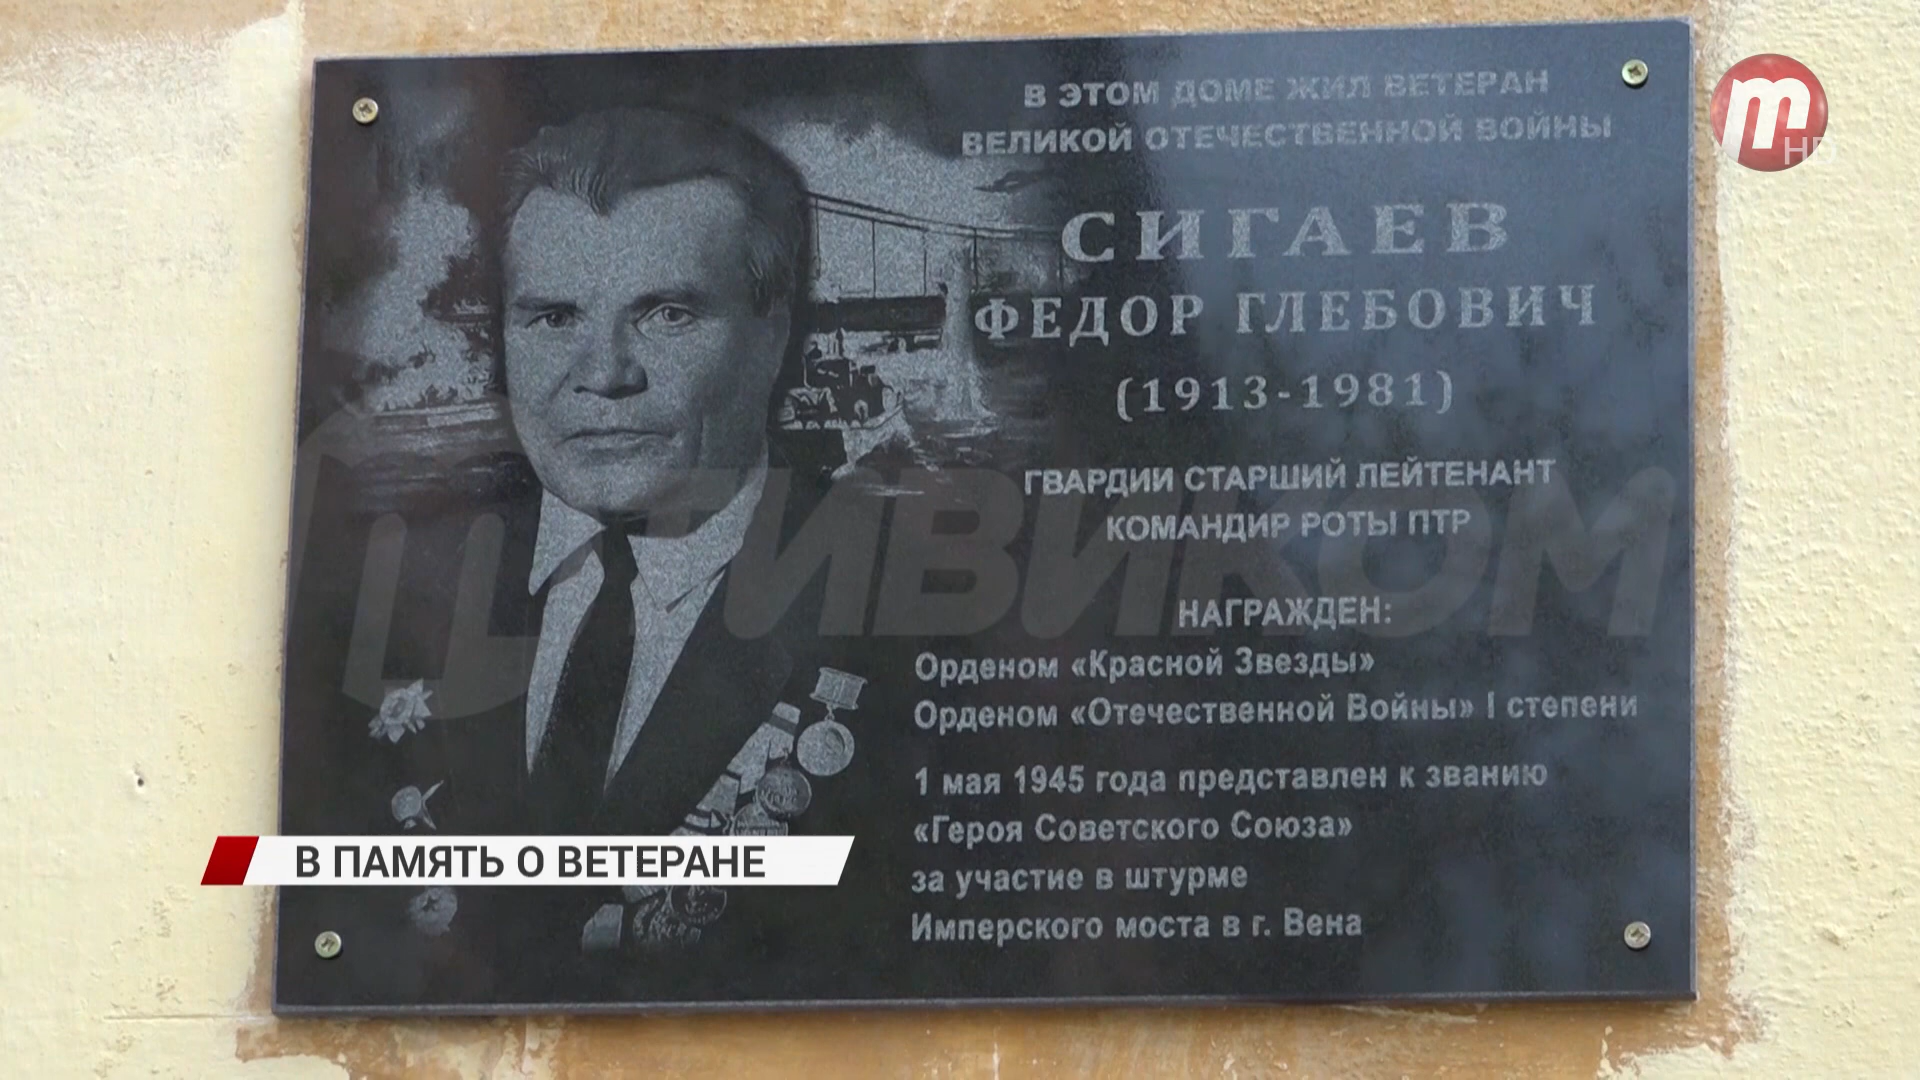 В ЭТОМ ДОМЕ ЖИЛ ВЕТЕРАН
ВЕЛИКОЙ ОТЕЧЕСТВЕННОЙ ВОЙНЫ
СИГАЕВ
ФЕДОР ГЛЕБОВИЧ
(1913-1981)
ГВАРДИИ СТАРШИЙ ЛЕЙТЕНАНТ
КОМАНДИР РОТЫ ПТР
НАГРАЖДЕН:
Орденом «Красной Звезды»
Орденом «Отечественной Войны» I степени
1 мая 1945 года представлен к званию
«Героя Советского Союза»
за участие в штурме
Имперского моста в г. Вена
В ПАМЯТЬ О ВЕТЕРАНЕ
ТИВИКОМ
m HD